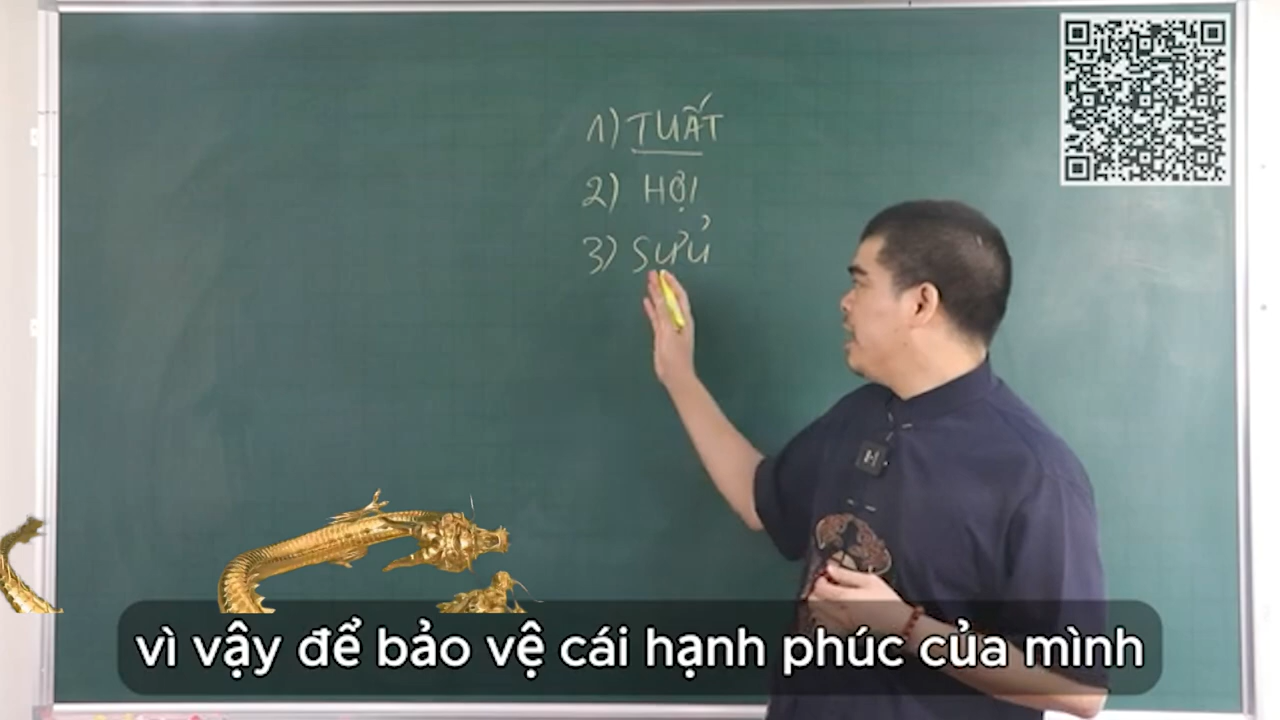 1) TUẤT
2) HỢI
3) SỬU
vì vậy để bảo vệ cái hạnh phúc của mình